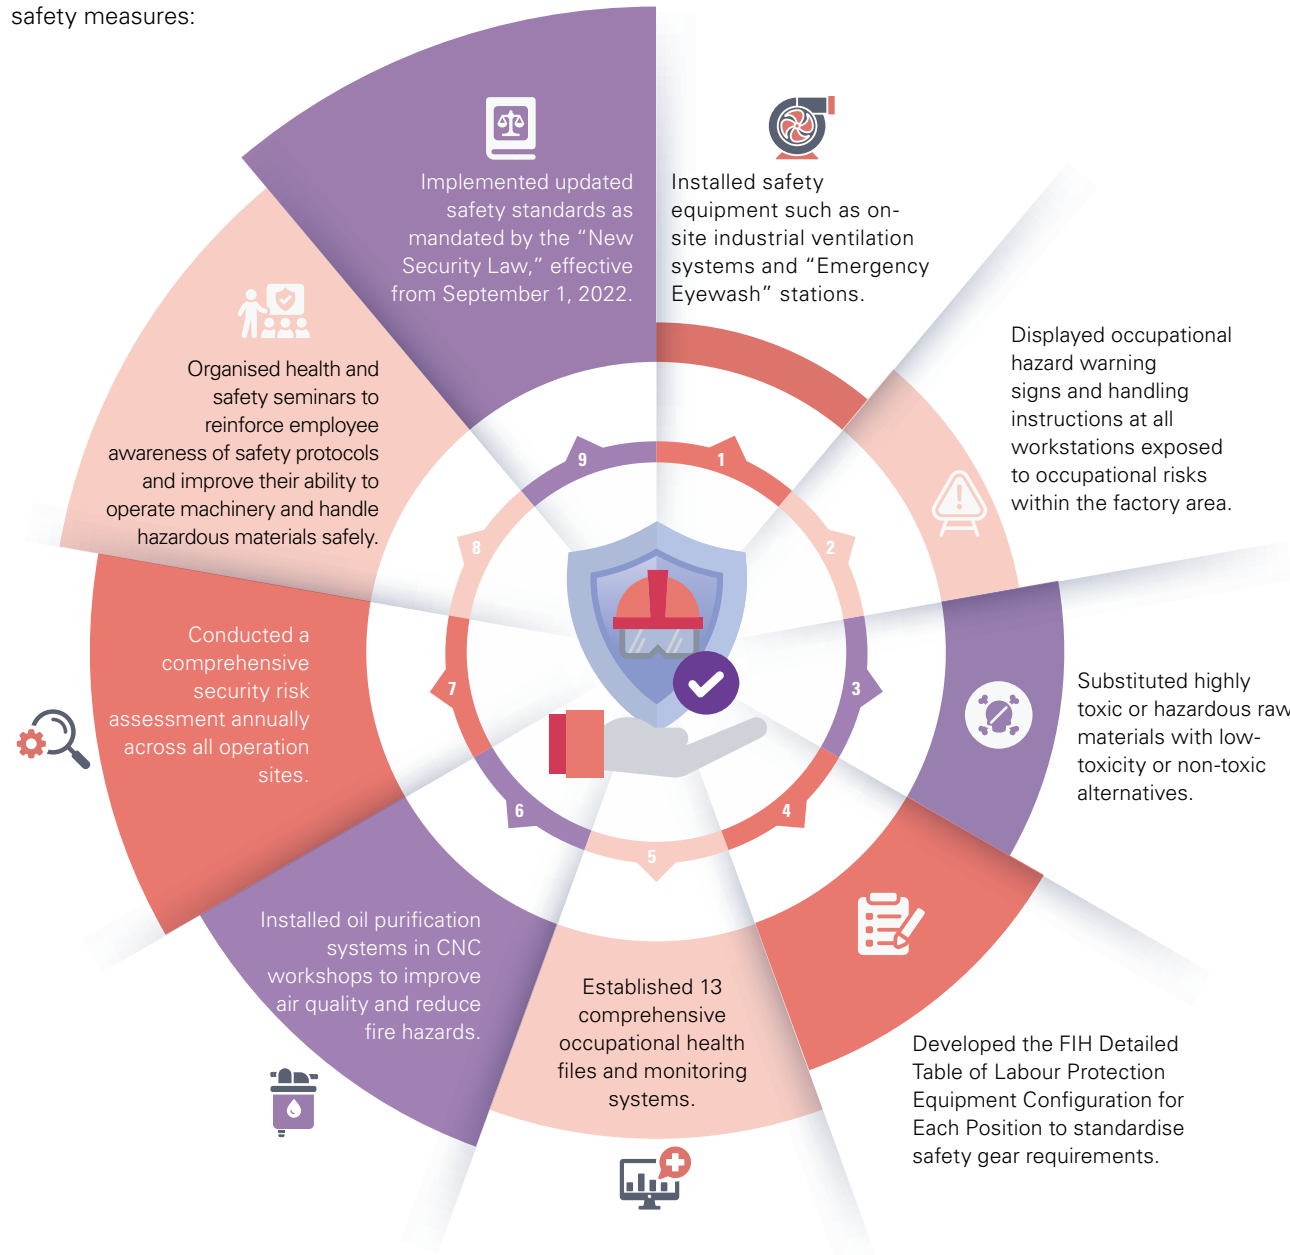 safety measures:
1
Installed safety
equipment such as on-
site industrial ventilation
systems and “Emergency
Eyewash” stations.
2
Displayed occupational
hazard warning
signs and handling
instructions at all
workstations exposed
to occupational risks
within the factory area.
3
Substituted highly
toxic or hazardous raw
materials with low-
toxicity or non-toxic
alternatives.
4
Developed the FIH Detailed
Table of Labour Protection
Equipment Configuration for
Each Position to standardise
safety gear requirements.
5
Established 13
comprehensive
occupational health
files and monitoring
systems.
6
Installed oil purification
systems in CNC
workshops to improve
air quality and reduce
fire hazards.
7
Conducted a
comprehensive
security risk
assessment annually
across all operation
sites.
8
Organised health and
safety seminars to
reinforce employee
awareness of safety protocols
and improve their ability to
operate machinery and handle
hazardous materials safely.
9
Implemented updated
safety standards as
mandated by the “New
Security Law,” effective
from September 1, 2022.